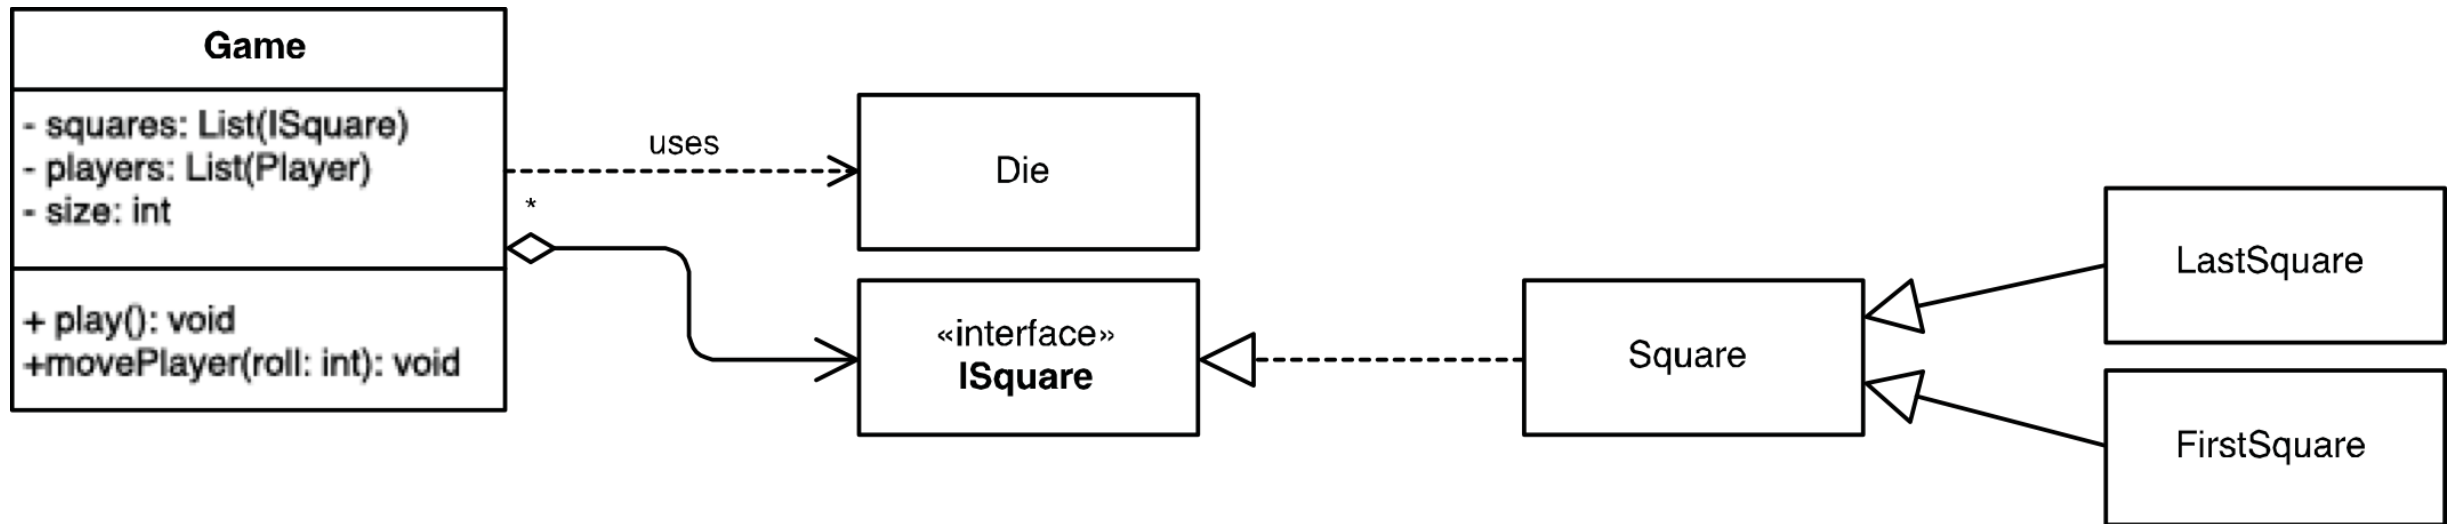 Game
- squares: List(ISquare)
- players: List(Player)
- size: int
+ play(): void
+movePlayer(roll: int): void
uses
*
Die
«interface»
ISquare
Square
LastSquare
FirstSquare